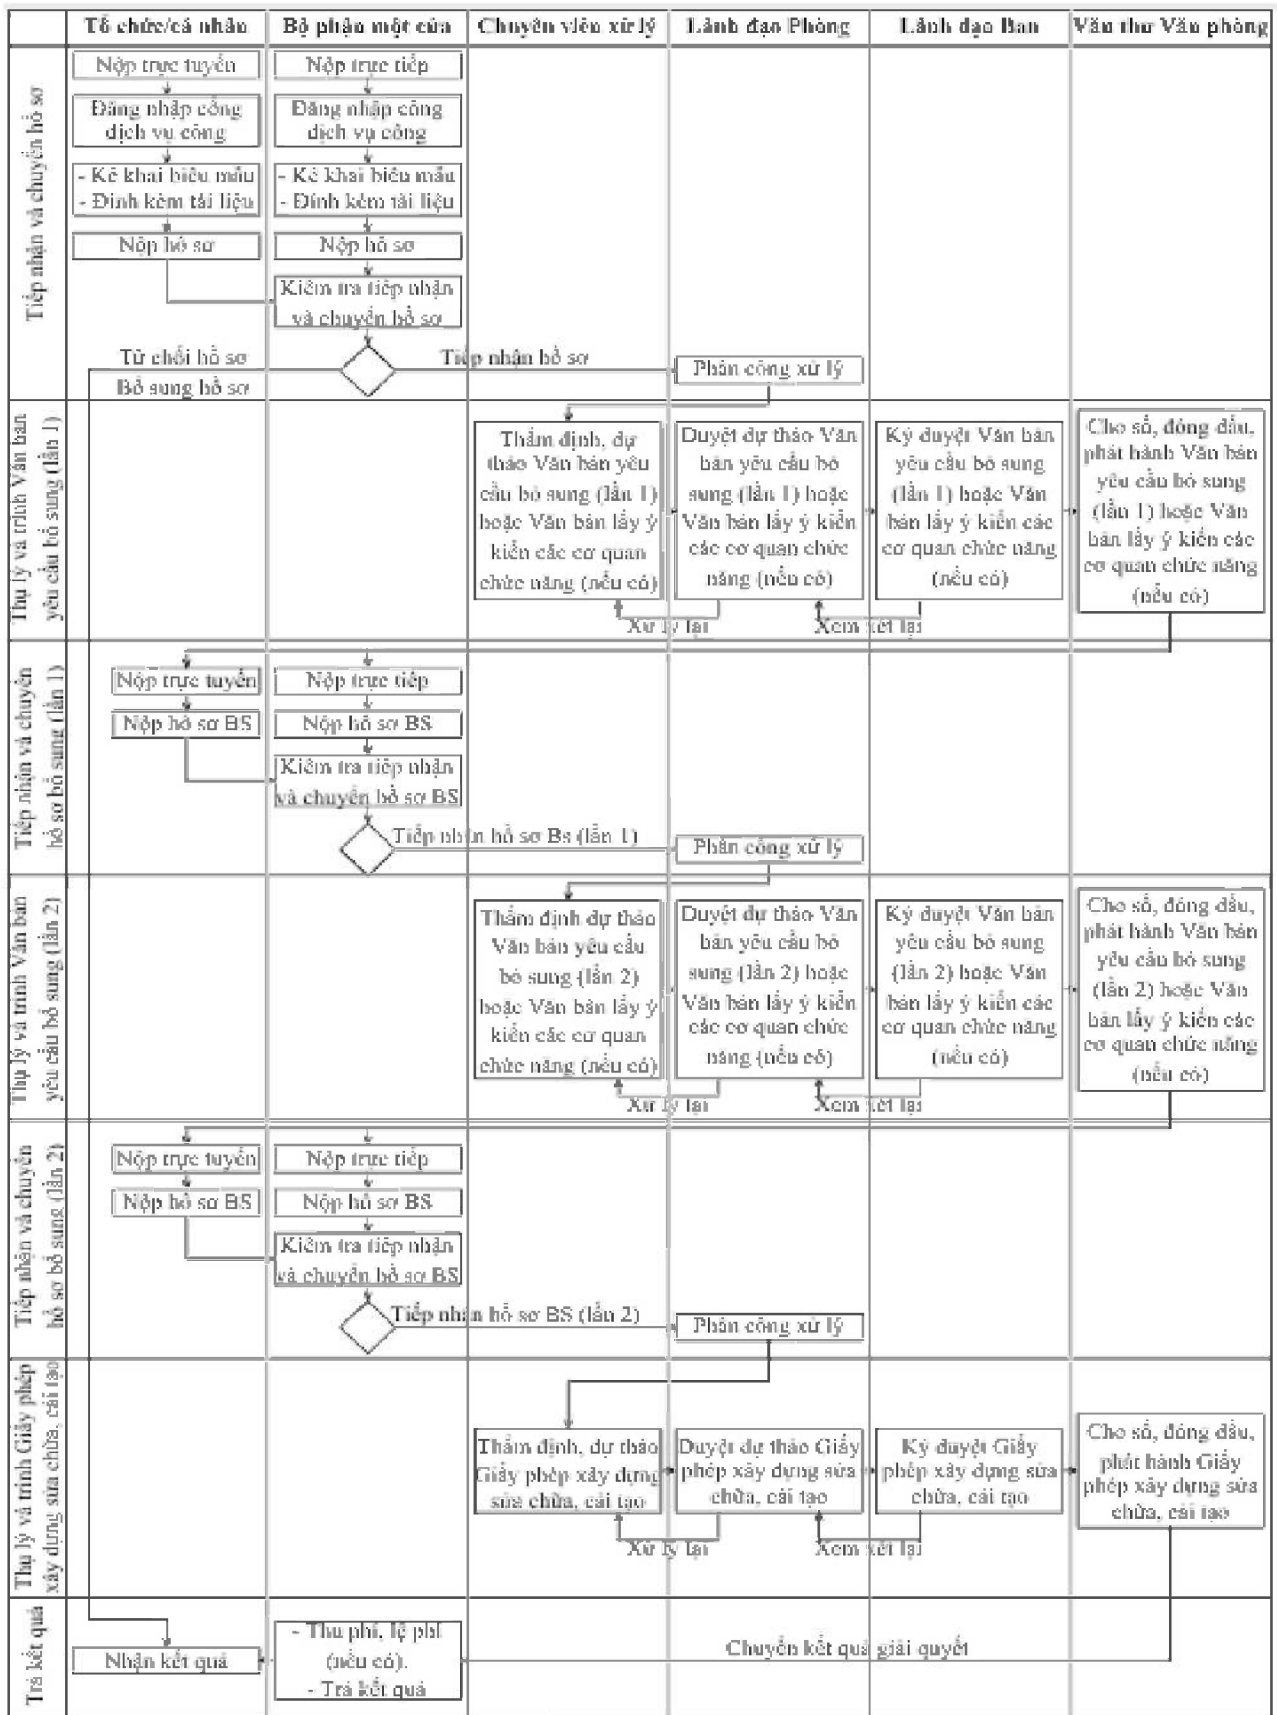 Tổ chức/cá nhân
Bộ phận một cửa
Chuyên viên xử lý
Lãnh đạo Phòng
Lãnh đạo Ban
Văn thư Văn phòng
Tiếp nhận và chuyển hồ sơ
Nộp trực tuyến
Nộp trực tiếp
Đăng nhập cổng
dịch vụ công
Đăng nhập cổng
dịch vụ công
- Kê khai biểu mẫu
- Đính kèm tài liệu
- Kê khai biểu mẫu
- Đính kèm tài liệu
Nộp hồ sơ
Nộp hồ sơ
Kiểm tra tiếp nhận
và chuyển hồ sơ
Từ chối hồ sơ
Bổ sung hồ sơ
Tiếp nhận hồ sơ
Phân công xử lý
Thụ lý và trình Văn bản
yêu cầu bổ sung (lần 1)
Thẩm định, dự
thảo Văn bản yêu
cầu bổ sung (lần 1)
hoặc Văn bản lấy ý
kiến các cơ quan
chức năng (nếu có)
Duyệt dự thảo Văn
bản yêu cầu bổ
sung (lần 1) hoặc
Văn bản lấy ý kiến
các cơ quan chức
năng (nếu có)
Ký duyệt Văn bản
yêu cầu bổ sung
(lần 1) hoặc Văn
bản lấy ý kiến các
cơ quan chức năng
(nếu có)
Cho số, đóng dấu,
phát hành Văn bản
yêu cầu bổ sung
(lần 1) hoặc Văn
bản lấy ý kiến các
cơ quan chức năng
(nếu có)
Xử lý lại
Xem xét lại
Tiếp nhận và chuyển
hồ sơ bổ sung (lần 1)
Nộp trực tuyến
Nộp trực tiếp
Nộp hồ sơ BS
Nộp hồ sơ BS
Kiểm tra tiếp nhận
và chuyển hồ sơ BS
Tiếp nhận hồ sơ Bs (lần 1)
Phân công xử lý
Thụ lý và trình Văn bản
yêu cầu bổ sung (lần 2)
Thẩm định dự thảo
Văn bản yêu cầu
bổ sung (lần 2)
hoặc Văn bản lấy ý
kiến các cơ quan
chức năng (nếu có)
Duyệt dự thảo Văn
bản yêu cầu bổ
sung (lần 2) hoặc
Văn bản lấy ý kiến
các cơ quan chức
năng (nếu có)
Ký duyệt Văn bản
yêu cầu bổ sung
(lần 2) hoặc Văn
bản lấy ý kiến các
cơ quan chức năng
(nếu có)
Cho số, đóng dấu,
phát hành Văn bản
yêu cầu bổ sung
(lần 2) hoặc Văn
bản lấy ý kiến các
cơ quan chức năng
(nếu có)
Xử lý lại
Xem xét lại
Tiếp nhận và chuyển
hồ sơ bổ sung (lần 2)
Nộp trực tuyến
Nộp trực tiếp
Nộp hồ sơ BS
Nộp hồ sơ BS
Kiểm tra tiếp nhận
và chuyển hồ sơ BS
Tiếp nhận hồ sơ BS (lần 2)
Phân công xử lý
Thụ lý và trình Giấy phép
xây dựng sửa chữa, cải tạo
Thẩm định, dự thảo
Giấy phép xây dựng
sửa chữa, cải tạo
Duyệt dự thảo Giấy
phép xây dựng sửa
chữa, cải tạo
Ký duyệt Giấy
phép xây dựng sửa
chữa, cải tạo
Cho số, đóng dấu,
phát hành Giấy
phép xây dựng sửa
chữa, cải tạo
Xử lý lại
Xem xét lại
Trả kết quả
Nhận kết quả
- Thu phí, lệ phí
(nếu có).
- Trả kết quả
Chuyển kết quả giải quyết